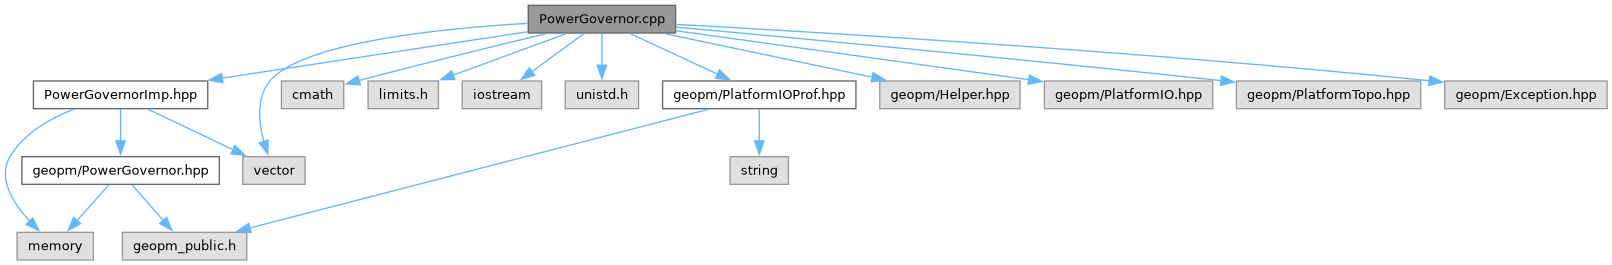 PowerGovernor.cpp
PowerGovernorImp.hpp
cmath
limits.h
iostream
unistd.h
geopm/PlatformIOProf.hpp
geopm/Helper.hpp
geopm/PlatformIO.hpp
geopm/PlatformTopo.hpp
geopm/Exception.hpp
geopm/PowerGovernor.hpp
vector
string
memory
geopm_public.h